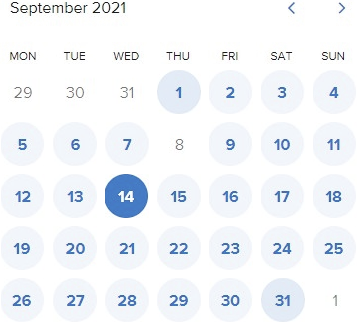 September 2021
MON TUE WED THU FRI SAT SUN
29 30 31 1 2 3 4
5 6 7 8 9 10 11
12 13 14 15 16 17 18
19 20 21 22 23 24 25
26 27 28 29 30 31 1